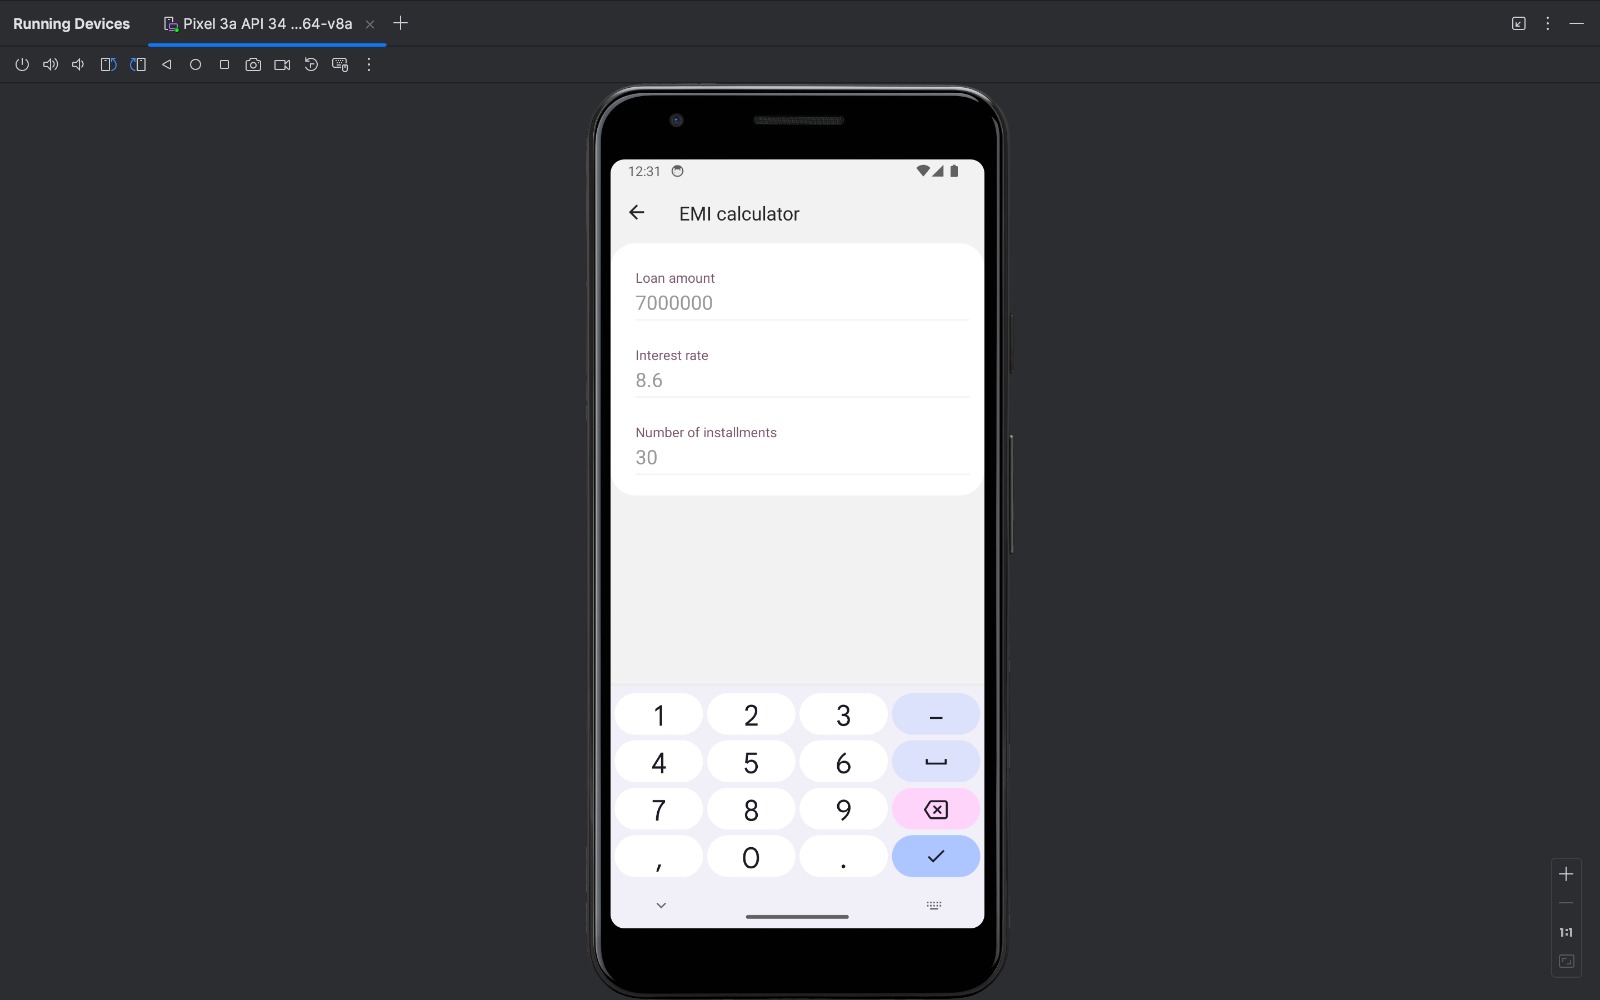 Running Devices
Pixel 3a API 34 ...64-v8a
12:31
EMI calculator
Loan amount
7000000
Interest rate
8.6
Number of installments
30
1 2 3 –
4 5 6
7 8 9
, 0 .
1:1